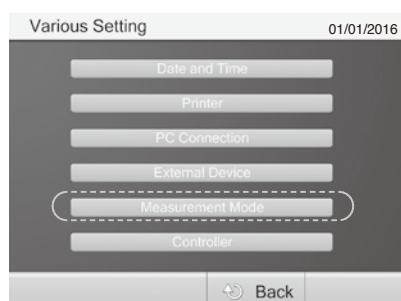 Various Setting
01/01/2016
Date and Time
Printer
PC Connection
External Device
Measurement Mode
Controller
Back